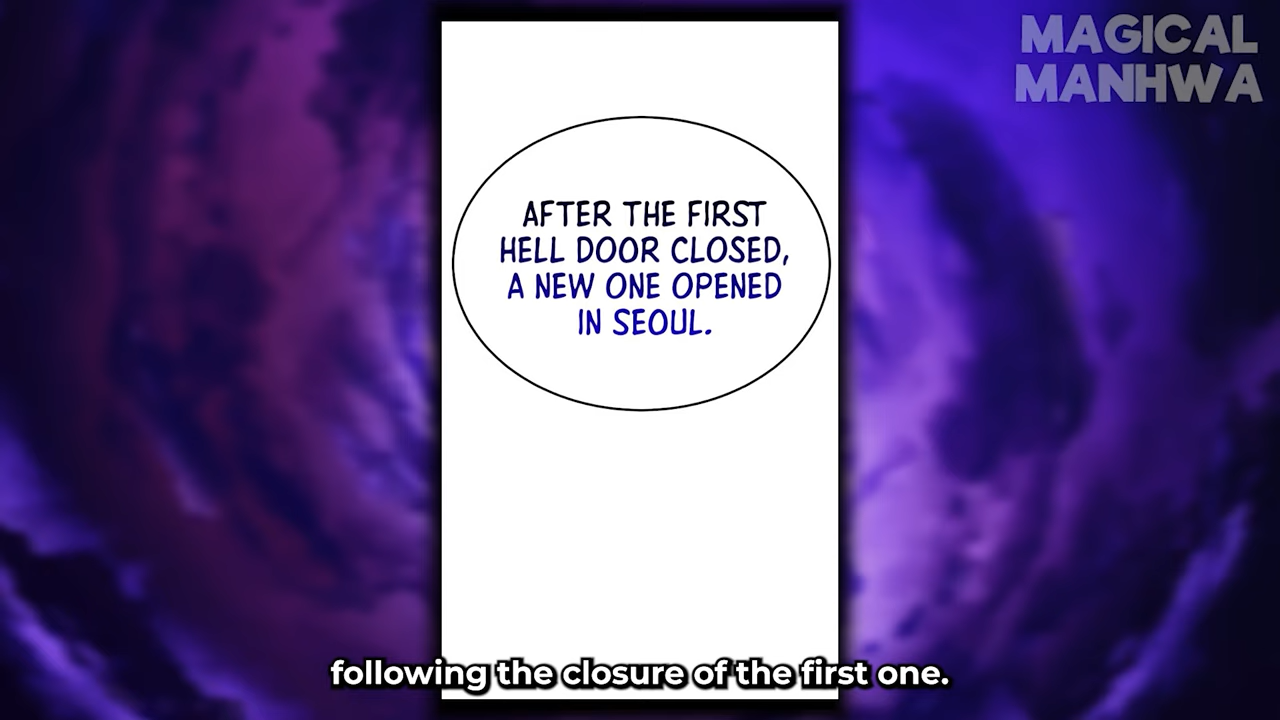 MAGICAL
MANHWA
AFTER THE FIRST
HELL DOOR CLOSED,
A NEW ONE OPENED
IN SEOUL.
following the closure of the first one.